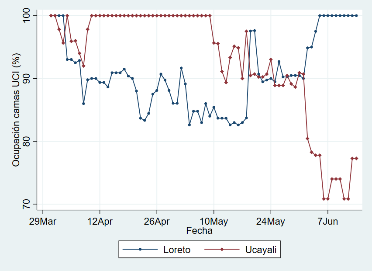 Ocupación camas UCI (%)
100
90
80
70
29Mar 12Apr 26Apr 10May 24May 7Jun
Fecha
Loreto Ucayali